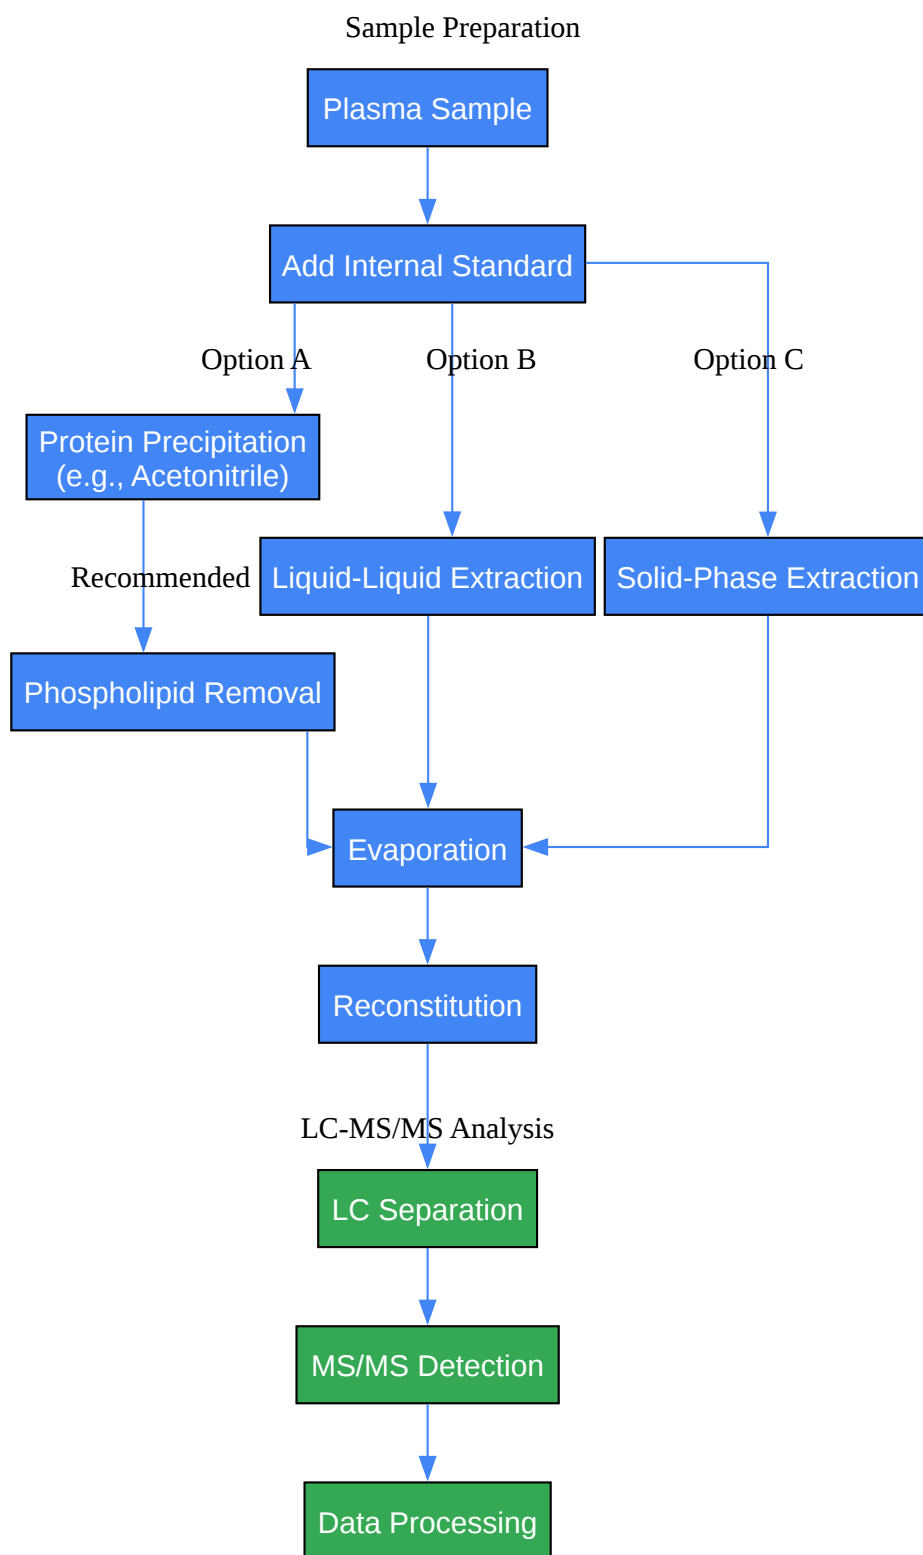 Sample Preparation
Plasma Sample
Add Internal Standard
Option A
Option B
Option C
Protein Precipitation
(e.g., Acetonitrile)
Recommended
Liquid-Liquid Extraction
Solid-Phase Extraction
Phospholipid Removal
Evaporation
Reconstitution
LC-MS/MS Analysis
LC Separation
MS/MS Detection
Data Processing